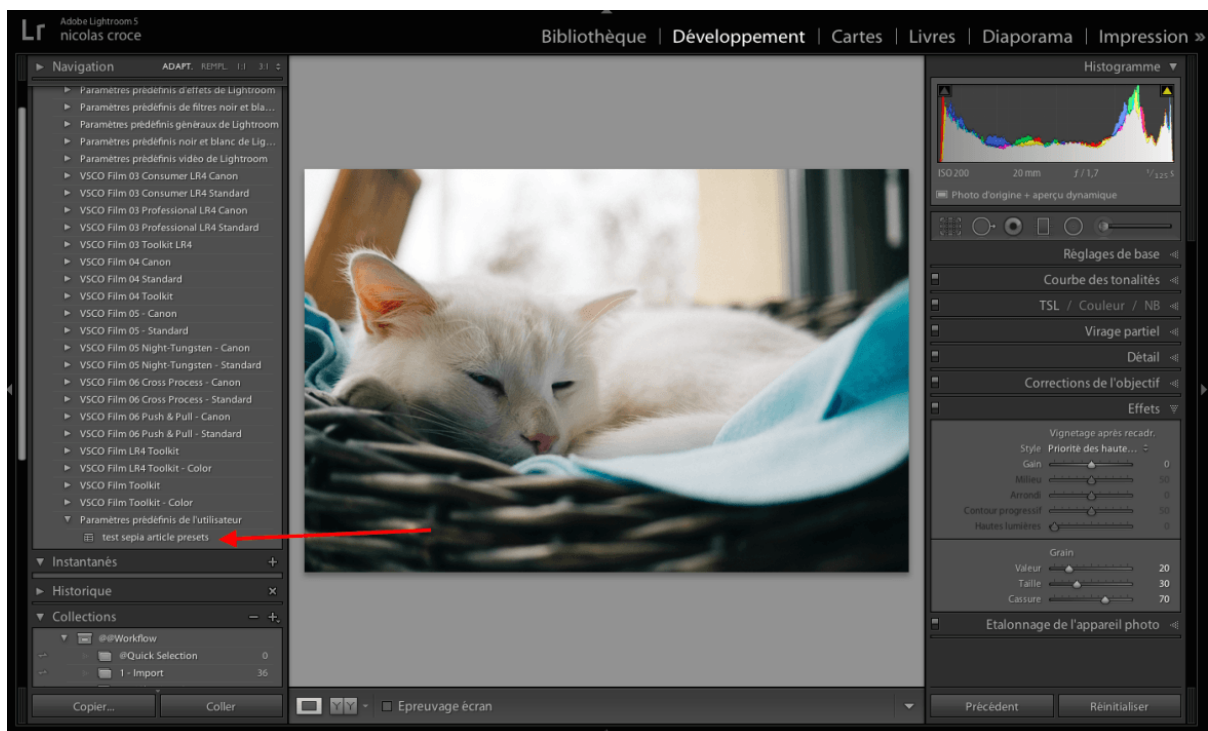 Lr
Adobe Lightroom 5
nicolas croce
Bibliothèque | Développement | Cartes | Livres | Diaporama | Impression »
Navigation ADAPT. REMPL. 1:1 3:1
Paramètres prédéfinis d'effets de Lightroom
Paramètres prédéfinis de filtres noir et bla...
Paramètres prédéfinis généraux de Lightroom
Paramètres prédéfinis noir et blanc de Lig...
Paramètres prédéfinis vidéo de Lightroom
VSCO Film 03 Consumer LR4 Canon
VSCO Film 03 Consumer LR4 Standard
VSCO Film 03 Professional LR4 Canon
VSCO Film 03 Professional LR4 Standard
VSCO Film 03 Toolkit LR4
VSCO Film 04 Canon
VSCO Film 04 Standard
VSCO Film 04 Toolkit
VSCO Film 05 - Canon
VSCO Film 05 - Standard
VSCO Film 05 Night-Tungsten - Canon
VSCO Film 05 Night-Tungsten - Standard
VSCO Film 06 Cross Process - Canon
VSCO Film 06 Cross Process - Standard
VSCO Film 06 Push & Pull - Canon
VSCO Film 06 Push & Pull - Standard
VSCO Film LR4 Toolkit
VSCO Film LR4 Toolkit - Color
VSCO Film Toolkit
VSCO Film Toolkit - Color
Paramètres prédéfinis de l'utilisateur
test sepia article presets
Instantanés +
Historique ×
Collections − +
@@Workflow
@Quick Selection 0
1 - Import 36
Copier... Coller
YY Epreuvage écran
Histogramme
ISO 200 20 mm ƒ / 1,7 1/125 s
Photo d'origine + aperçu dynamique
Réglages de base
Courbe des tonalités
TSL / Couleur / NB
Virage partiel
Détail
Corrections de l'objectif
Effets
Vignetage après recadr.
Style Priorité des haute...
Gain 0
Milieu 50
Arrondi 0
Contour progressif 50
Hautes lumières 0
Grain
Valeur 20
Taille 30
Cassure 70
Etalonnage de l'appareil photo
Précédent Réinitialiser